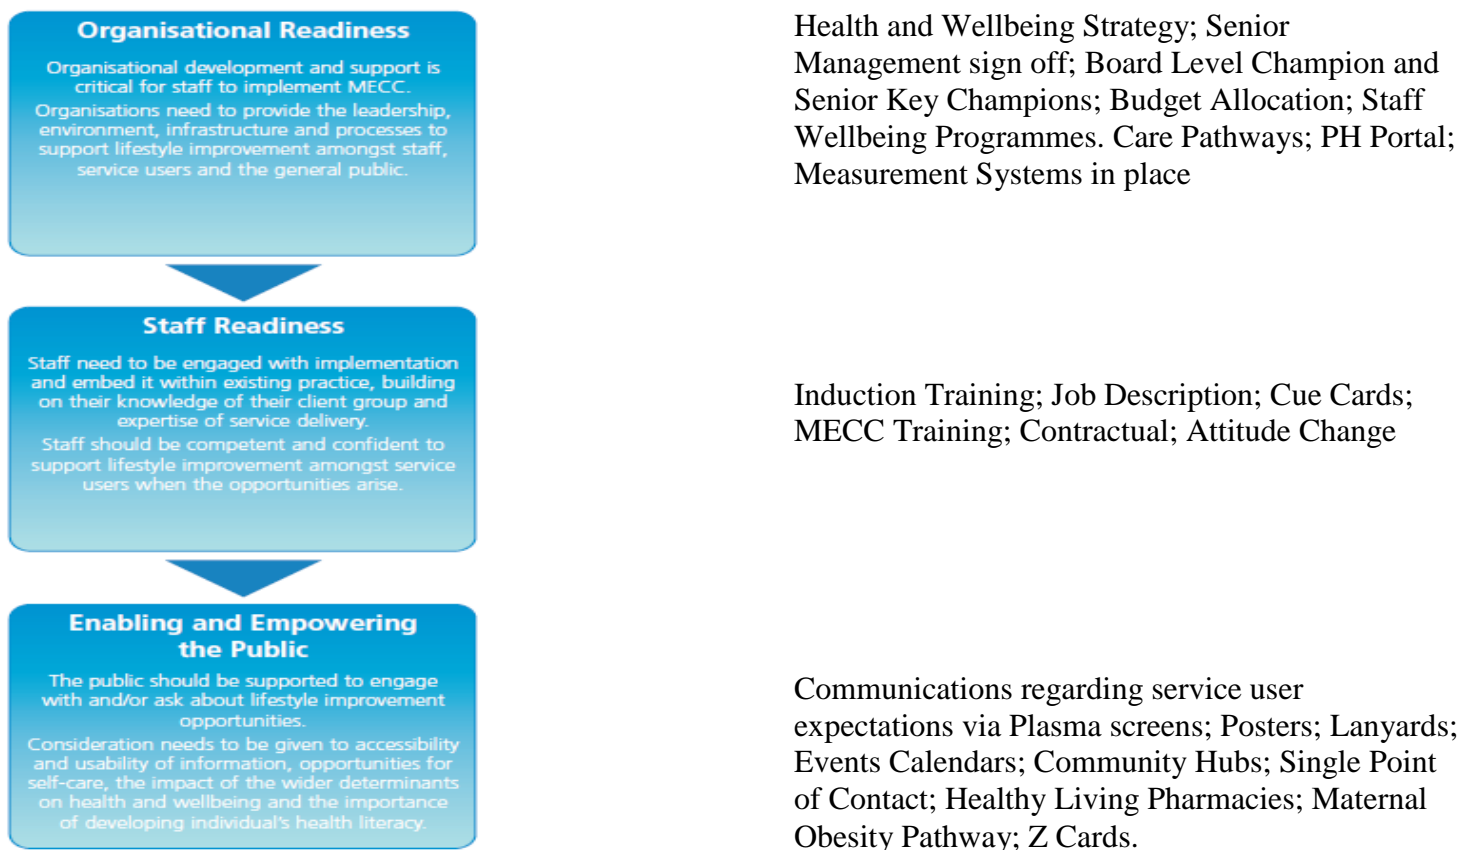 Organisational Readiness
Organisational development and support is
critical for staff to implement MECC.
Organisations need to provide the leadership,
environment, infrastructure and processes to
support lifestyle improvement amongst staff,
service users and the general public.
Health and Wellbeing Strategy; Senior
Management sign off; Board Level Champion and
Senior Key Champions; Budget Allocation; Staff
Wellbeing Programmes. Care Pathways; PH Portal;
Measurement Systems in place
Staff Readiness
Staff need to be engaged with implementation
and embed it within existing practice, building
on their knowledge of their client group and
expertise of service delivery.
Staff should be competent and confident to
support lifestyle improvement amongst service
users when the opportunities arise.
Induction Training; Job Description; Cue Cards;
MECC Training; Contractual; Attitude Change
Enabling and Empowering
the Public
The public should be supported to engage
with and/or ask about lifestyle improvement
opportunities.
Consideration needs to be given to accessibility
and usability of information, opportunities for
self-care, the impact of the wider determinants
on health and wellbeing and the importance
of developing individual's health literacy.
Communications regarding service user
expectations via Plasma screens; Posters; Lanyards;
Events Calendars; Community Hubs; Single Point
of Contact; Healthy Living Pharmacies; Maternal
Obesity Pathway; Z Cards.